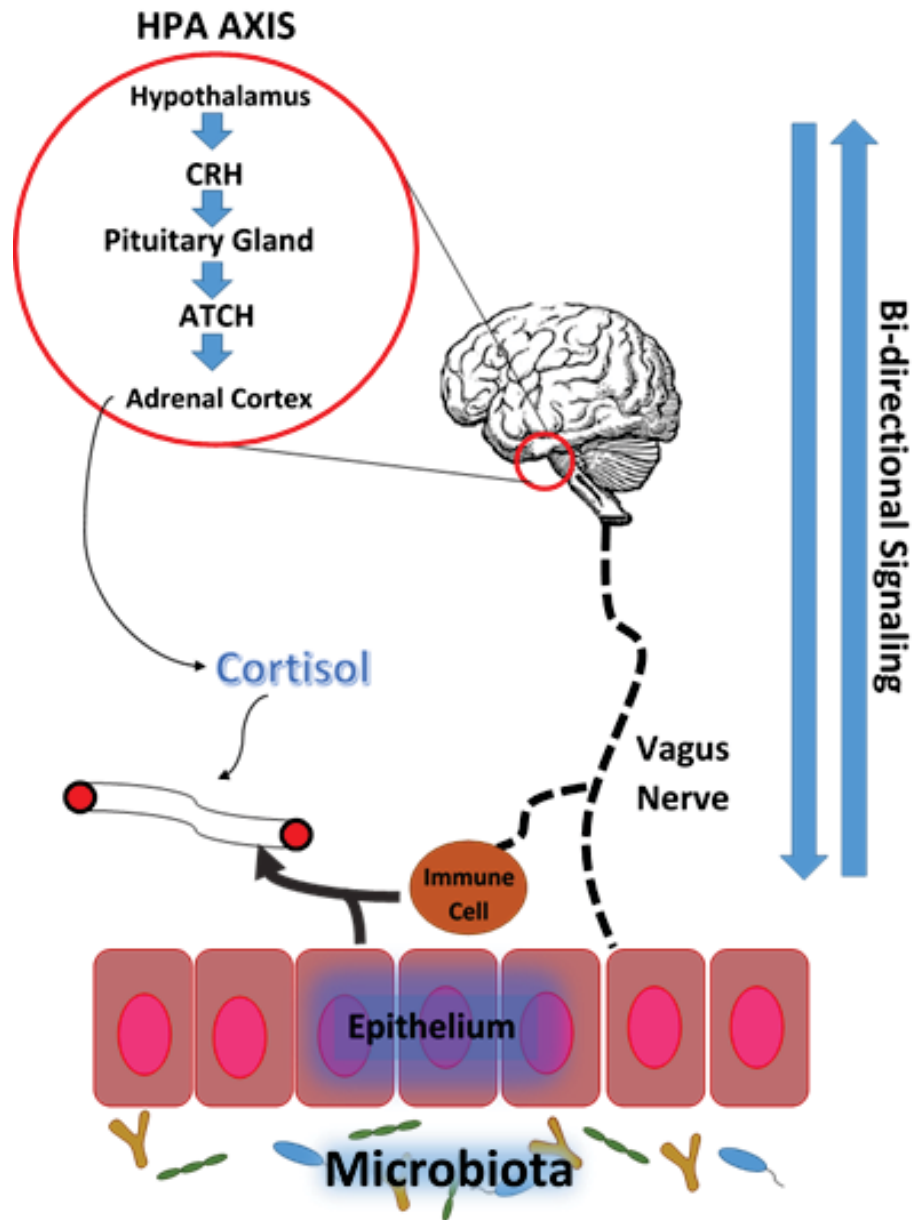 HPA AXIS
Hypothalamus
CRH
Pituitary Gland
ATCH
Adrenal Cortex
Bi-directional Signaling
Cortisol
Vagus
Nerve
Immune
Cell
Epithelium
Microbiota